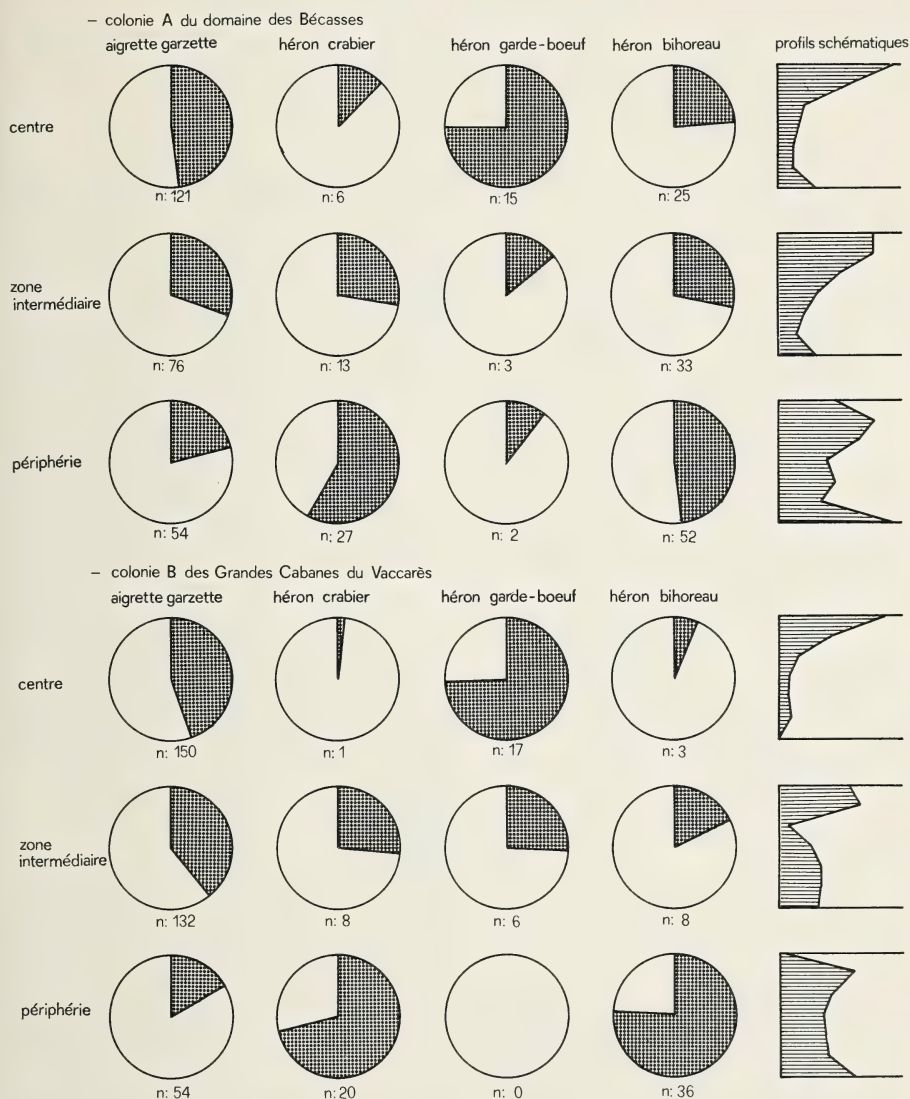 – colonie A du domaine des Bécasses
aigrette garzette héron crabier héron garde-boeuf héron bihoreau profils schématiques
centre
n: 121 n: 6 n: 15 n: 25
zone
intermédiaire
n: 76 n: 13 n: 3 n: 33
périphérie
n: 54 n: 27 n: 2 n: 52
– colonie B des Grandes Cabanes du Vaccarès
aigrette garzette héron crabier héron garde-boeuf héron bihoreau
centre
n: 150 n: 1 n: 17 n: 3
zone
intermédiaire
n: 132 n: 8 n: 6 n: 8
périphérie
n: 54 n: 20 n: 0 n: 36